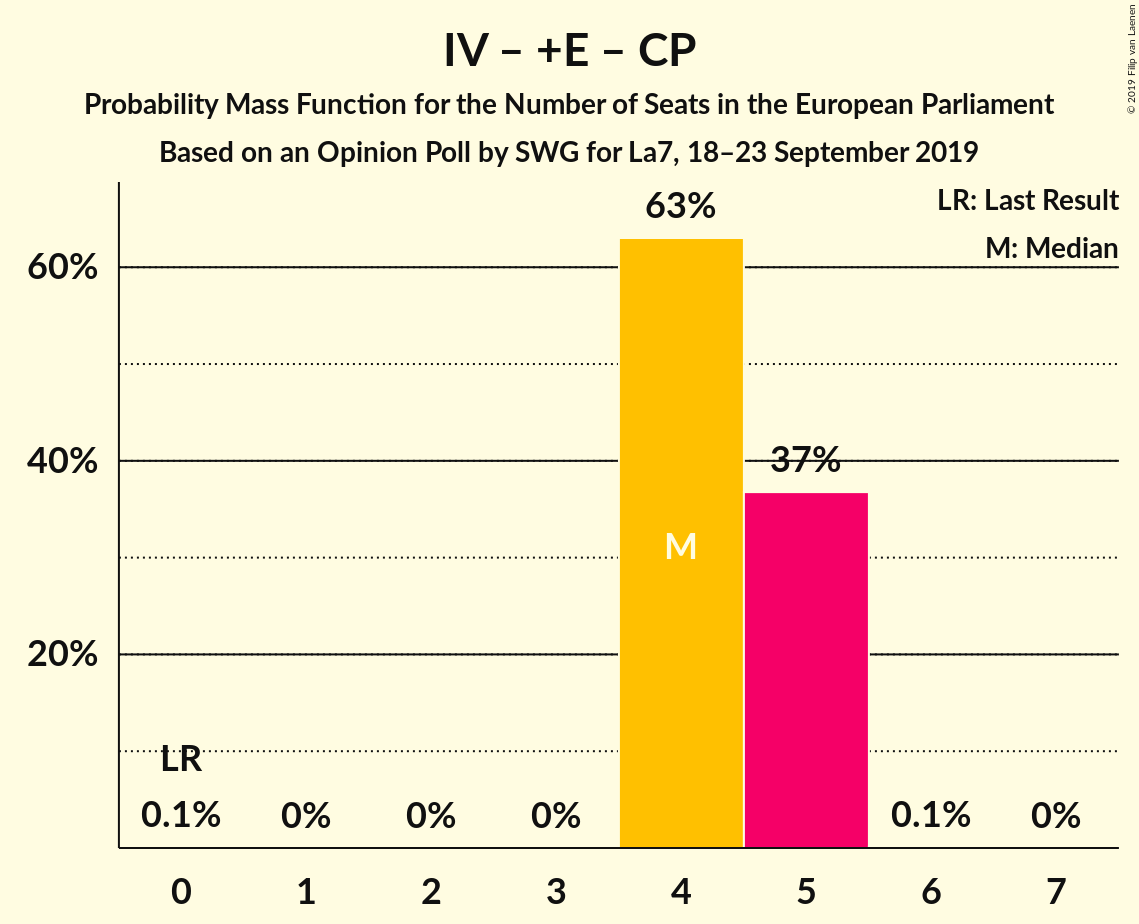 IV – +E – CP
Probability Mass Function for the Number of Seats in the European Parliament
Based on an Opinion Poll by SWG for La7, 18–23 September 2019
© 2019 Filip van Laenen
LR: Last Result
M: Median
63%
60%
40%
37%
M
20%
LR
0.1% 0% 0% 0% 0.1% 0%
0 1 2 3 4 5 6 7